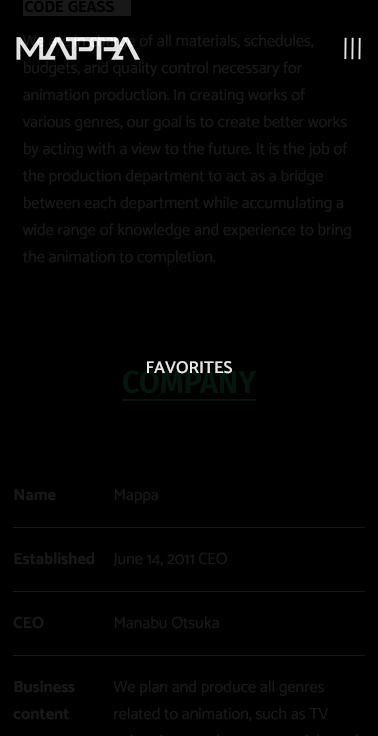 CODE GEASS
MAPPA
of all materials, schedules,
budgets, and quality control necessary for
animation production. In creating works of
various genres, our goal is to create better works
by acting with a view to the future. It is the job of
the production department to act as a bridge
between each department while accumulating a
wide range of knowledge and experience to bring
the animation to completion.
FAVORITES
COMPANY
Name Mappa
Established June 14, 2011 CEO
CEO Manabu Otsuka
Business We plan and produce all genres
content related to animation, such as TV